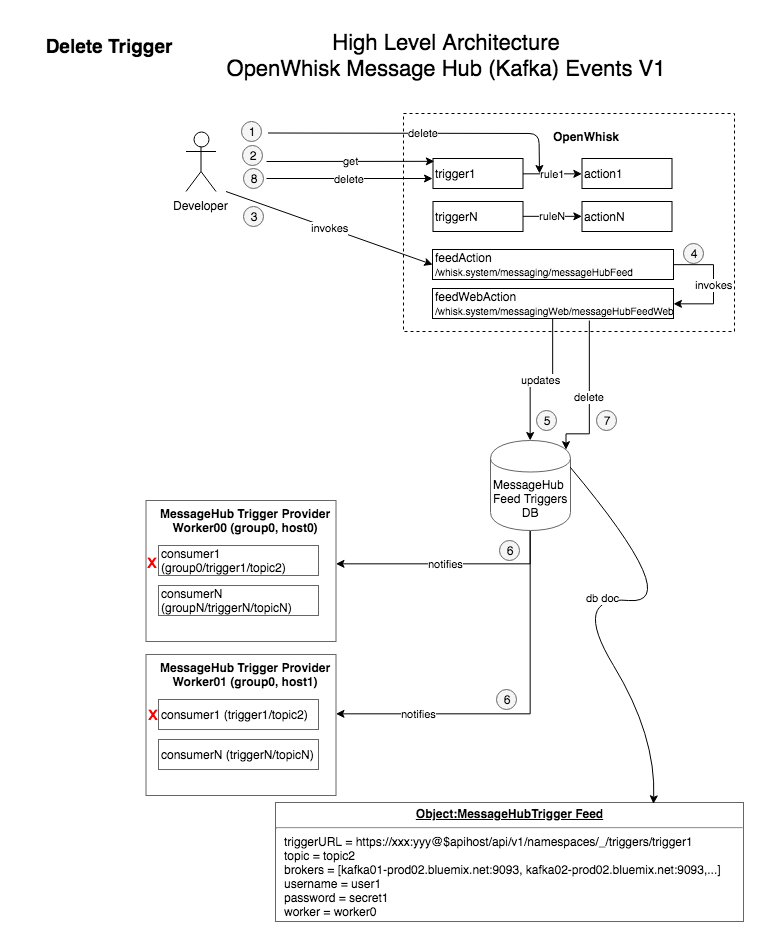 Delete Trigger
High Level Architecture
OpenWhisk Message Hub (Kafka) Events V1
1
delete
OpenWhisk
2
get
8
delete
trigger1
rule1
action1
Developer
3
invokes
triggerN
ruleN
actionN
feedAction
/whisk.system/messaging/messageHubFeed
4
invokes
feedWebAction
/whisk.system/messagingWeb/messageHubFeedWeb
updates
delete
5
7
MessageHub
Feed Triggers
DB
MessageHub Trigger Provider
Worker00 (group0, host0)
X
consumer1
(group0/trigger1/topic2)
consumerN
(groupN/triggerN/topicN)
6
notifies
db doc
MessageHub Trigger Provider
Worker01 (group0, host1)
X
consumer1 (trigger1/topic2)
consumerN (triggerN/topicN)
6
notifies
Object:MessageHubTrigger Feed
triggerURL = https://xxx:yyy@$apihost/api/v1/namespaces/_/triggers/trigger1
topic = topic2
brokers = [kafka01-prod02.bluemix.net:9093, kafka02-prod02.bluemix.net:9093,...]
username = user1
password = secret1
worker = worker0